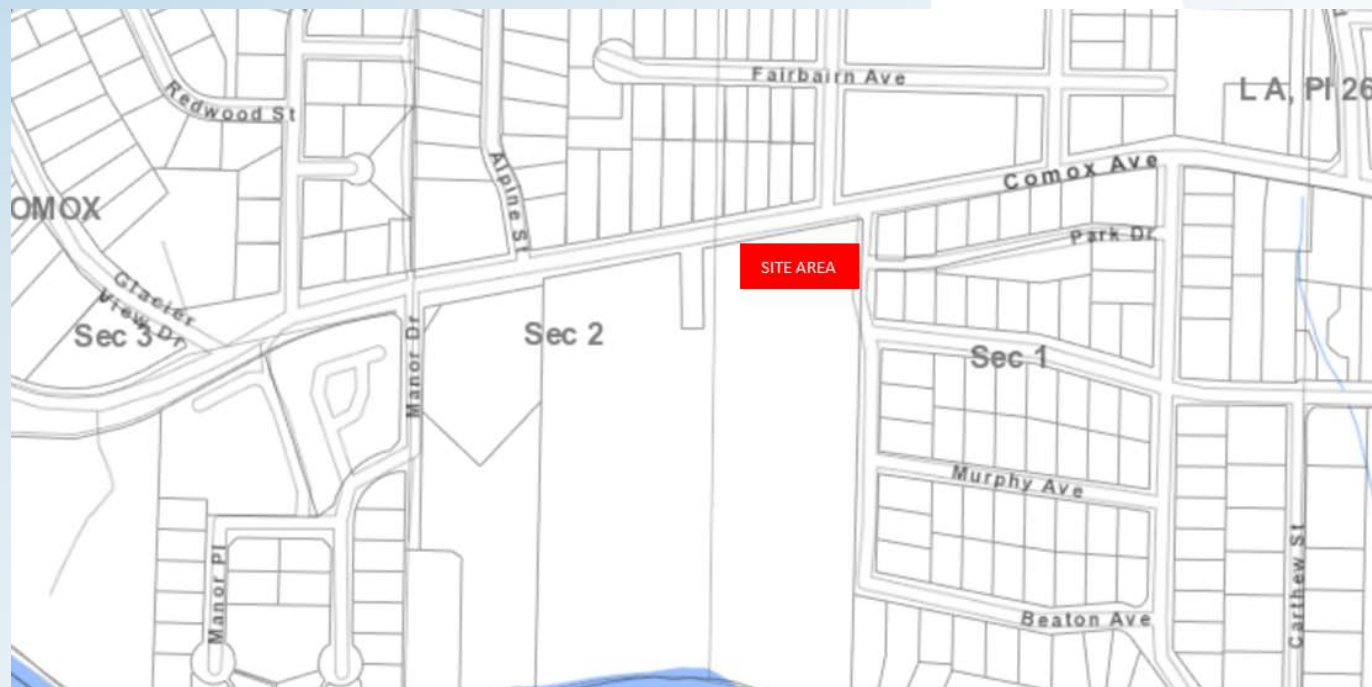 Fairbairn Ave
L A, Pl 26
Redwood St
Alpine St
Comox Ave
OMOX
Park Dr
SITE AREA
Glacier
View Dr
Sec 3
Sec 2
Sec 1
Manor Dr
Murphy Ave
Manor Pl
Carthew St
Beaton Ave